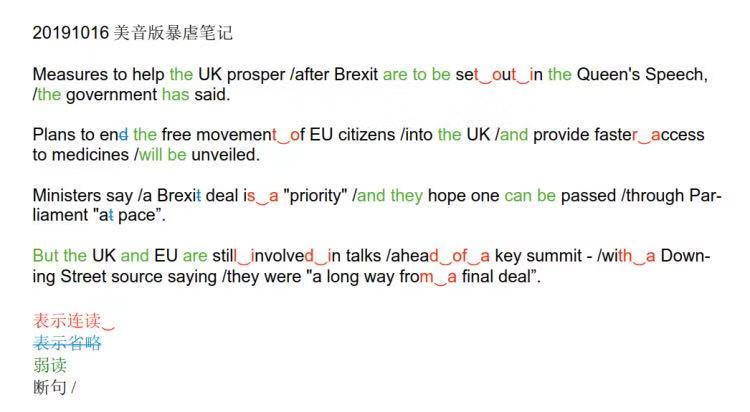 20191016 美音版暴虐笔记
Measures to help the UK prosper /after Brexit are to be set‿out‿in the Queen's Speech,
/the government has said.
Plans to end the free movement‿of EU citizens /into the UK /and provide faster‿access
to medicines /will be unveiled.
Ministers say /a Brexit deal is‿a "priority" /and they hope one can be passed /through Par-
liament "at pace”.
But the UK and EU are still‿involved‿in talks /ahead‿of‿a key summit - /with‿a Down-
ing Street source saying /they were "a long way from‿a final deal”.
表示连读‿
表示省略
弱读
断句 /